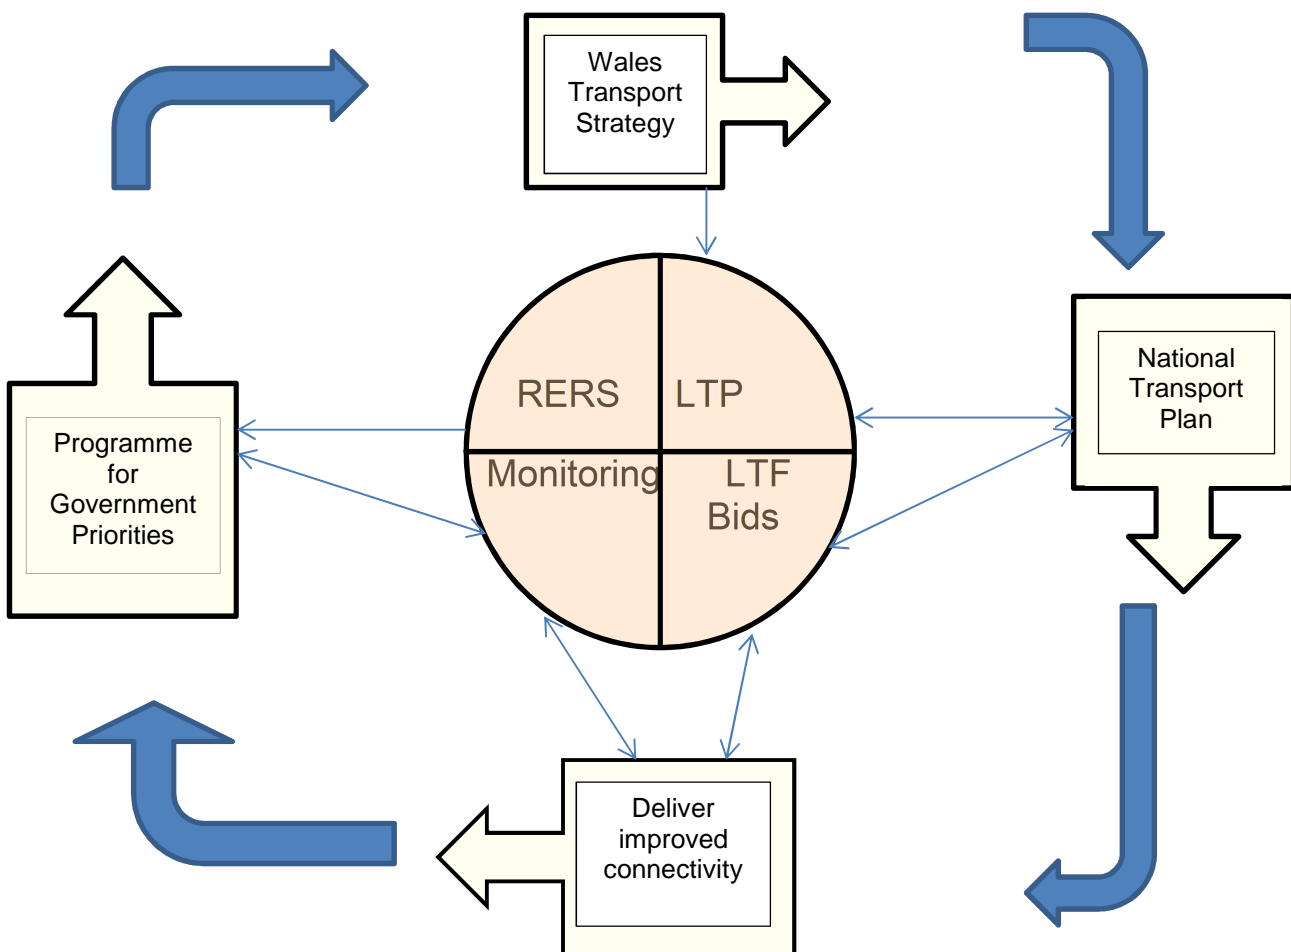 Wales
Transport
Strategy
RERS
LTP
National
Transport
Plan
Programme
for
Government
Priorities
Monitoring
LTF
Bids
Deliver
improved
connectivity